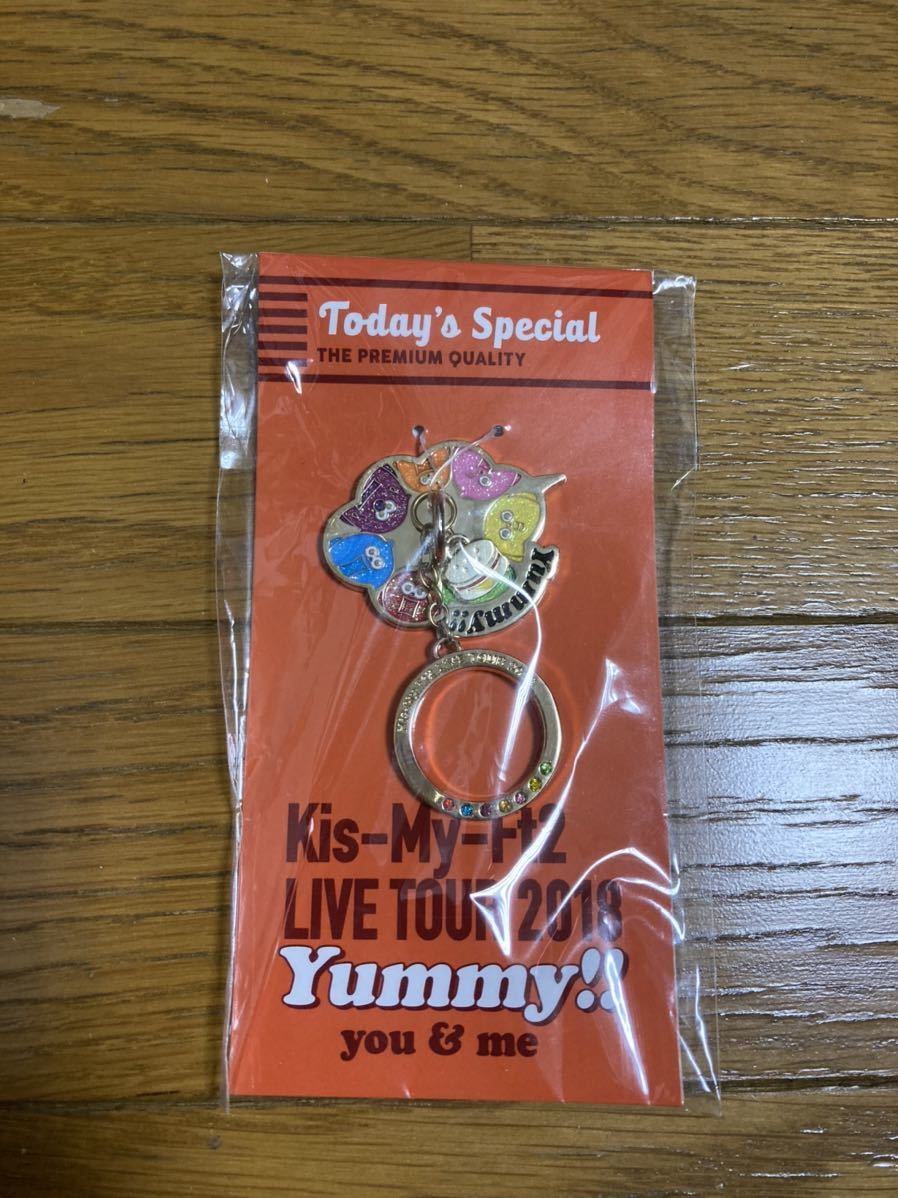 Today's Special
THE PREMIUM QUALITY
Yummy!!
Kis-My-Ft2
LIVE TOUR 2018
Yummy!!
you & me